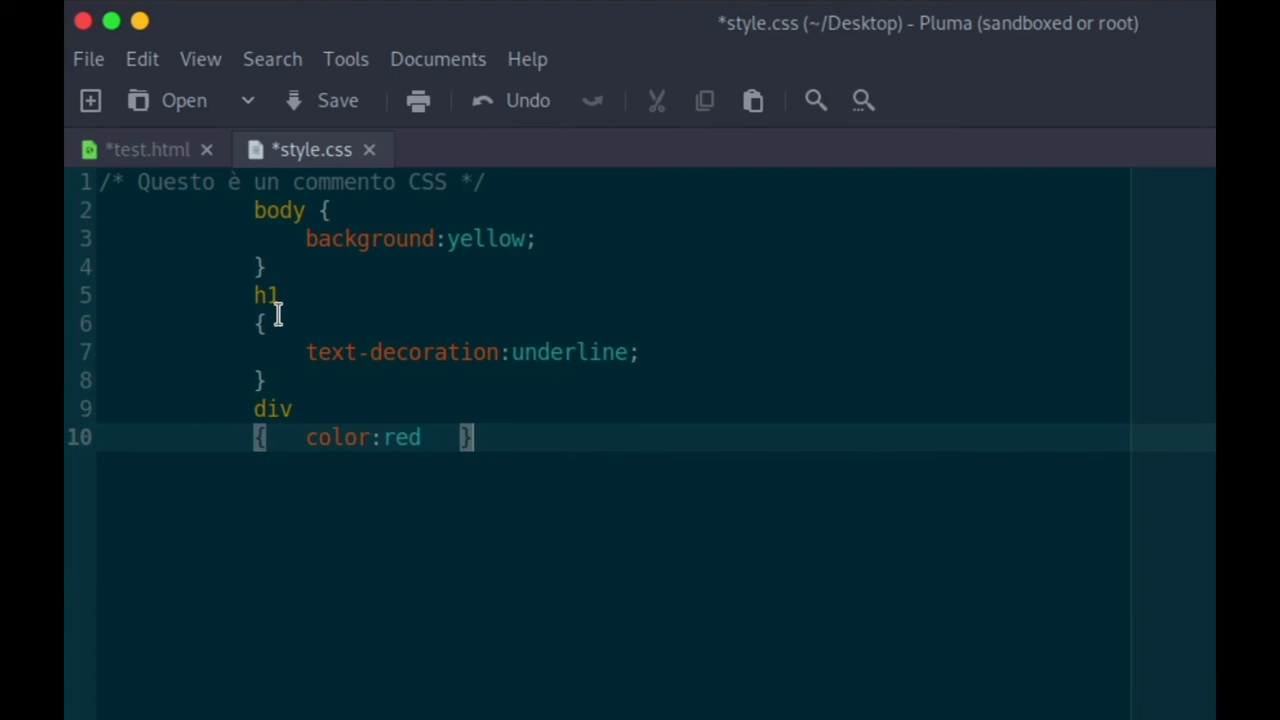 *style.css (~/Desktop) - Pluma (sandboxed or root)
File Edit View Search Tools Documents Help
Open Save Undo
*test.html *style.css
1 /* Questo è un commento CSS */
2 body {
3 background:yellow;
4 }
5 h1
6 {
7 text-decoration:underline;
8 }
9 div
10 { color:red }